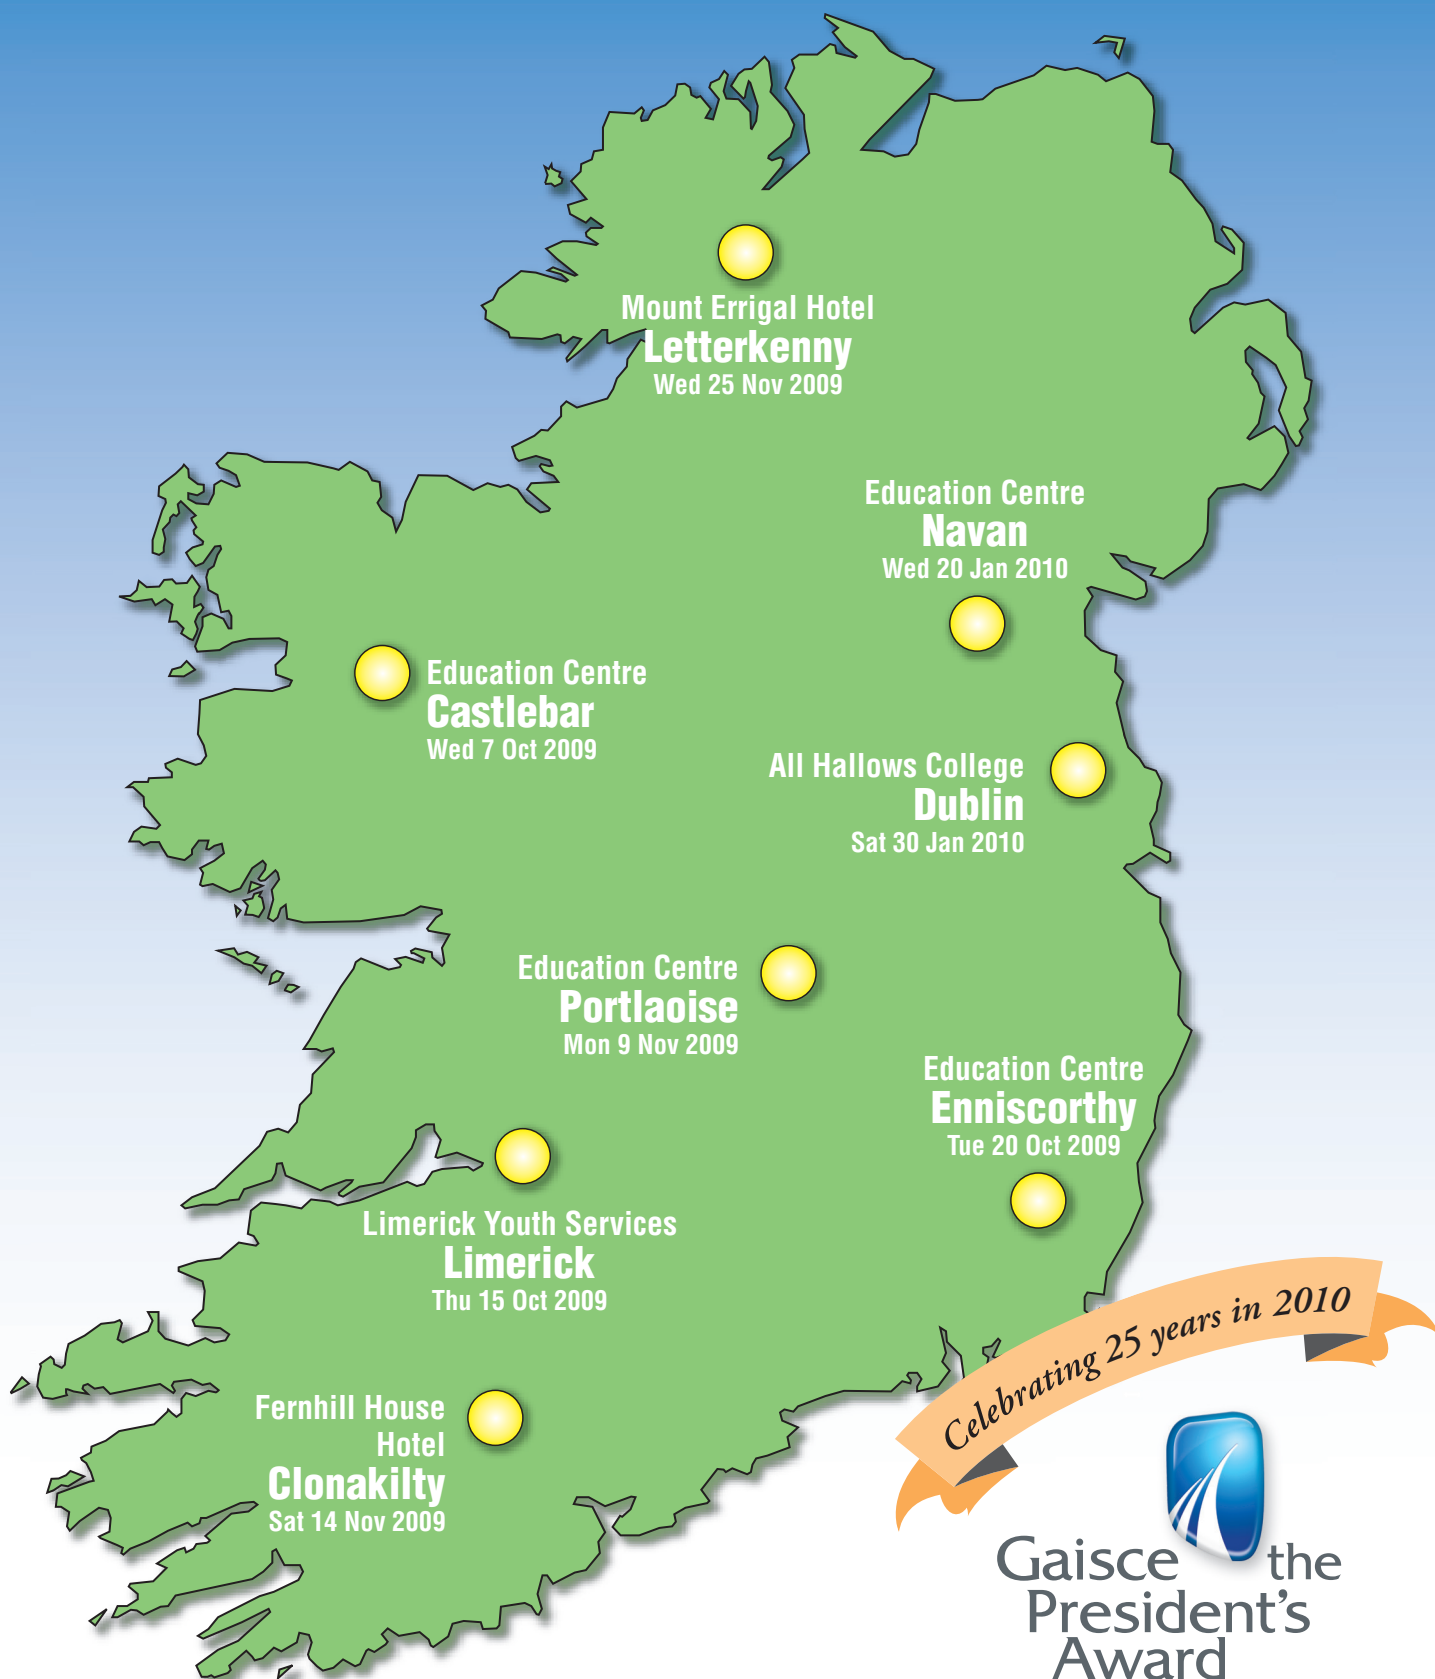 Mount Errigal Hotel
Letterkenny
Wed 25 Nov 2009
Education Centre
Navan
Wed 20 Jan 2010
Education Centre
Castlebar
Wed 7 Oct 2009
All Hallows College
Dublin
Sat 30 Jan 2010
Education Centre
Portlaoise
Mon 9 Nov 2009
Education Centre
Enniscorthy
Tue 20 Oct 2009
Limerick Youth Services
Limerick
Thu 15 Oct 2009
Fernhill House
Hotel
Clonakilty
Sat 14 Nov 2009
Celebrating 25 years in 2010
Gaisce the
President's
Award